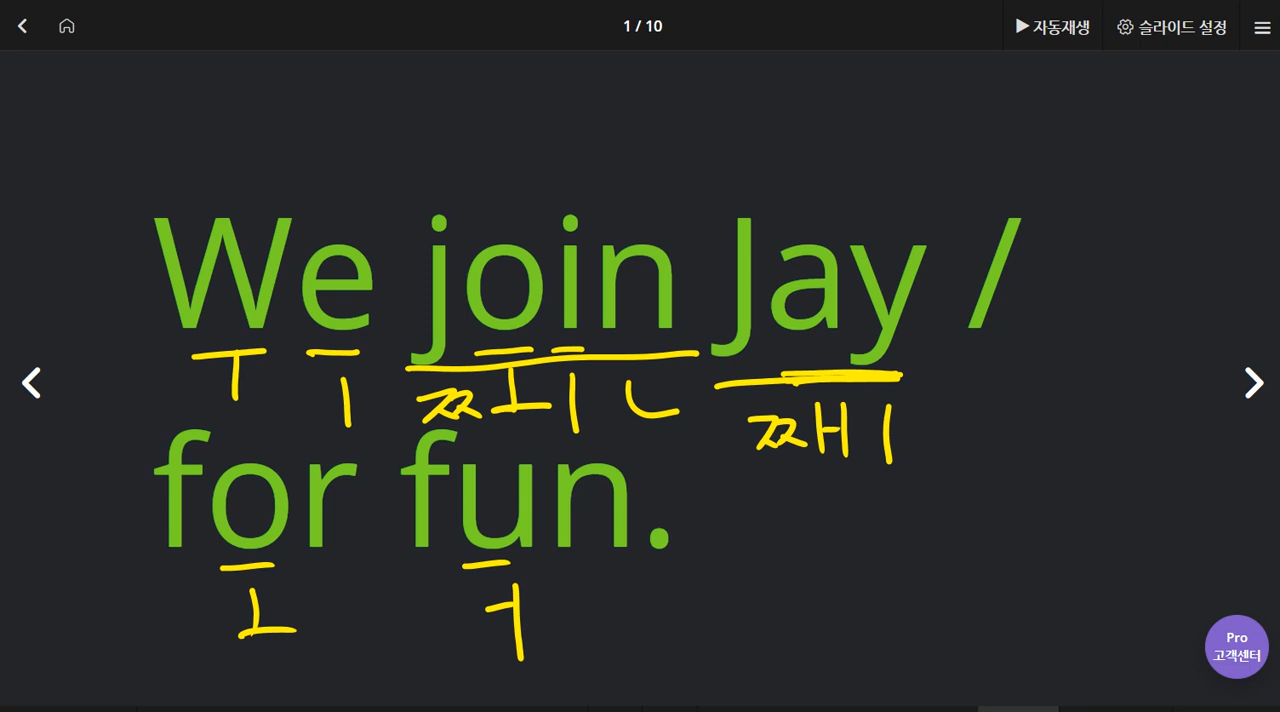 1 / 10
▶ 자동재생
슬라이드 설정
We join Jay /
ㅜ ㅣ ㅉㅗㅣㄴ ㅉㅐㅣ
for fun.
ㅗ ㅓ
Pro
고객센터